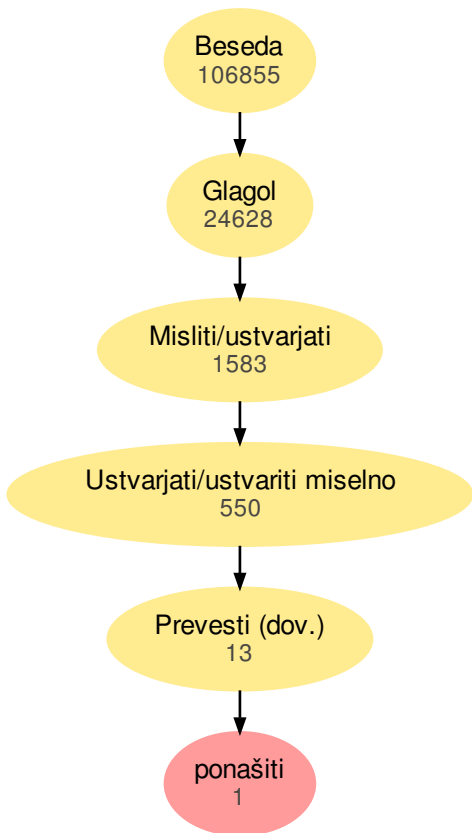 Beseda
106855
Glagol
24628
Misliti/ustvarjati
1583
Ustvarjati/ustvariti miselno
550
Prevesti (dov.)
13
ponašiti
1